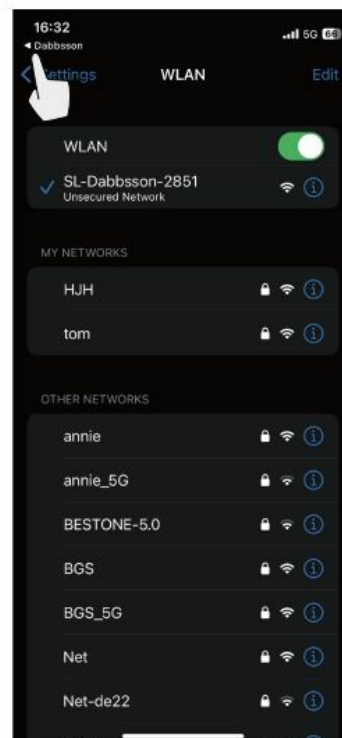 16:32
5G 66
◀ Dabbsson
Settings WLAN Edit
WLAN
SL-Dabbsson-2851
Unsecured Network
MY NETWORKS
HJH
tom
OTHER NETWORKS
annie
annie_5G
BESTONE-5.0
BGS
BGS_5G
Net
Net-de22